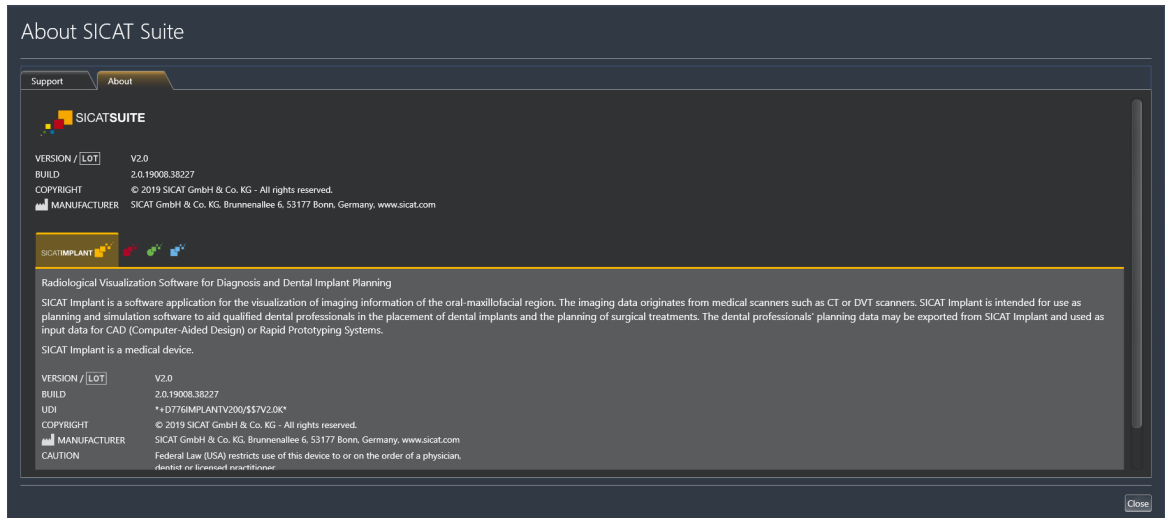 About SICAT Suite
Support About
SICATSUITE
VERSION / LOT V2.0
BUILD 2.0.19008.38227
COPYRIGHT © 2019 SICAT GmbH & Co. KG - All rights reserved.
MANUFACTURER SICAT GmbH & Co. KG, Brunnenallee 6, 53177 Bonn, Germany, www.sicat.com
SICATIMPLANT
Radiological Visualization Software for Diagnosis and Dental Implant Planning
SICAT Implant is a software application for the visualization of imaging information of the oral-maxillofacial region. The imaging data originates from medical scanners such as CT or DVT scanners. SICAT Implant is intended for use as
planning and simulation software to aid qualified dental professionals in the placement of dental implants and the planning of surgical treatments. The dental professionals' planning data may be exported from SICAT Implant and used as
input data for CAD (Computer-Aided Design) or Rapid Prototyping Systems.
SICAT Implant is a medical device.
VERSION / LOT V2.0
BUILD 2.0.19008.38227
UDI *+D776IMPLANTV200/$$7V2.0K*
COPYRIGHT © 2019 SICAT GmbH & Co. KG - All rights reserved.
MANUFACTURER SICAT GmbH & Co. KG, Brunnenallee 6, 53177 Bonn, Germany, www.sicat.com
CAUTION Federal Law (USA) restricts use of this device to or on the order of a physician,
dentist or licensed practitioner
Close